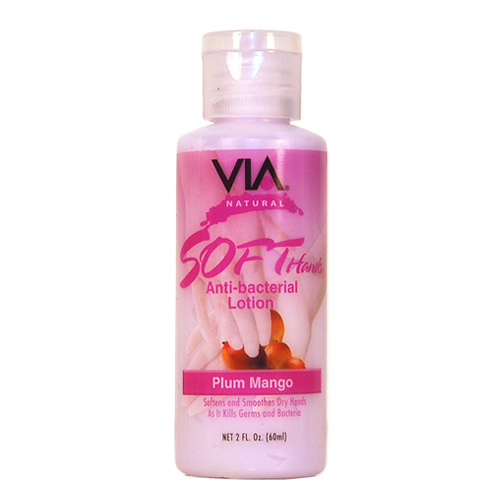 VIA®
NATURAL
SOFT Hands
Anti-bacterial
Lotion
Plum Mango
Softens and Smoothes Dry Hands
As It Kills Germs and Bacteria
NET 2 FL. Oz. (60ml)